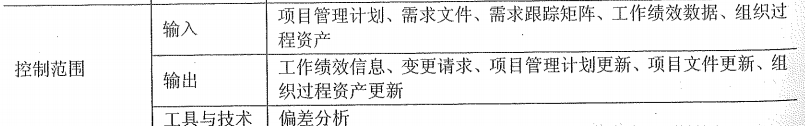 控制范围
输入
项目管理计划、需求文件、需求跟踪矩阵、工作绩效数据、组织过
程资产
输出
工作绩效信息、变更请求、项目管理计划更新、项目文件更新、组
织过程资产更新
工具与技术
偏差分析